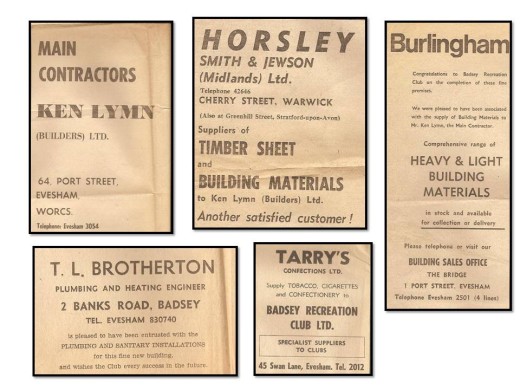 MAIN
CONTRACTORS
KEN LYMN
(BUILDERS) LTD.
64, PORT STREET,
EVESHAM,
WORCS.
Telephone: Evesham 3054
HORSLEY
SMITH & JEWSON
(Midlands) Ltd.
Telephone 42646
CHERRY STREET, WARWICK
(Also at Greenhill Street, Stratford-upon-Avon)
Suppliers of
TIMBER SHEET
and
BUILDING MATERIALS
to Ken Lymn (Builders) Ltd.
Another satisfied customer !
Burlingham
Congratulations to Badsey Recreation
Club on the completion of these fine
premises.
We were pleased to have been associated
with the supply of Building Materials to
Mr. Ken Lymn, the Main Contractor.
Comprehensive range of
HEAVY & LIGHT
BUILDING
MATERIALS
in stock and available
for collection or delivery
Please telephone or visit our
BUILDING SALES OFFICE
THE BRIDGE
1 PORT STREET, EVESHAM
Telephone Evesham 2501 (4 lines)
T. L. BROTHERTON
PLUMBING AND HEATING ENGINEER
2 BANKS ROAD, BADSEY
TEL. EVESHAM 830740
is pleased to have been entrusted with the
PLUMBING AND SANITARY INSTALLATIONS
for this fine new building,
and wishes the Club every success in the future.
TARRY'S
CONFECTIONS LTD.
Supply TOBACCO, CIGARETTES
and CONFECTIONERY to
BADSEY RECREATION
CLUB LTD.
SPECIALIST SUPPLIERS
TO CLUBS
45 Swan Lane, Evesham. Tel. 2012